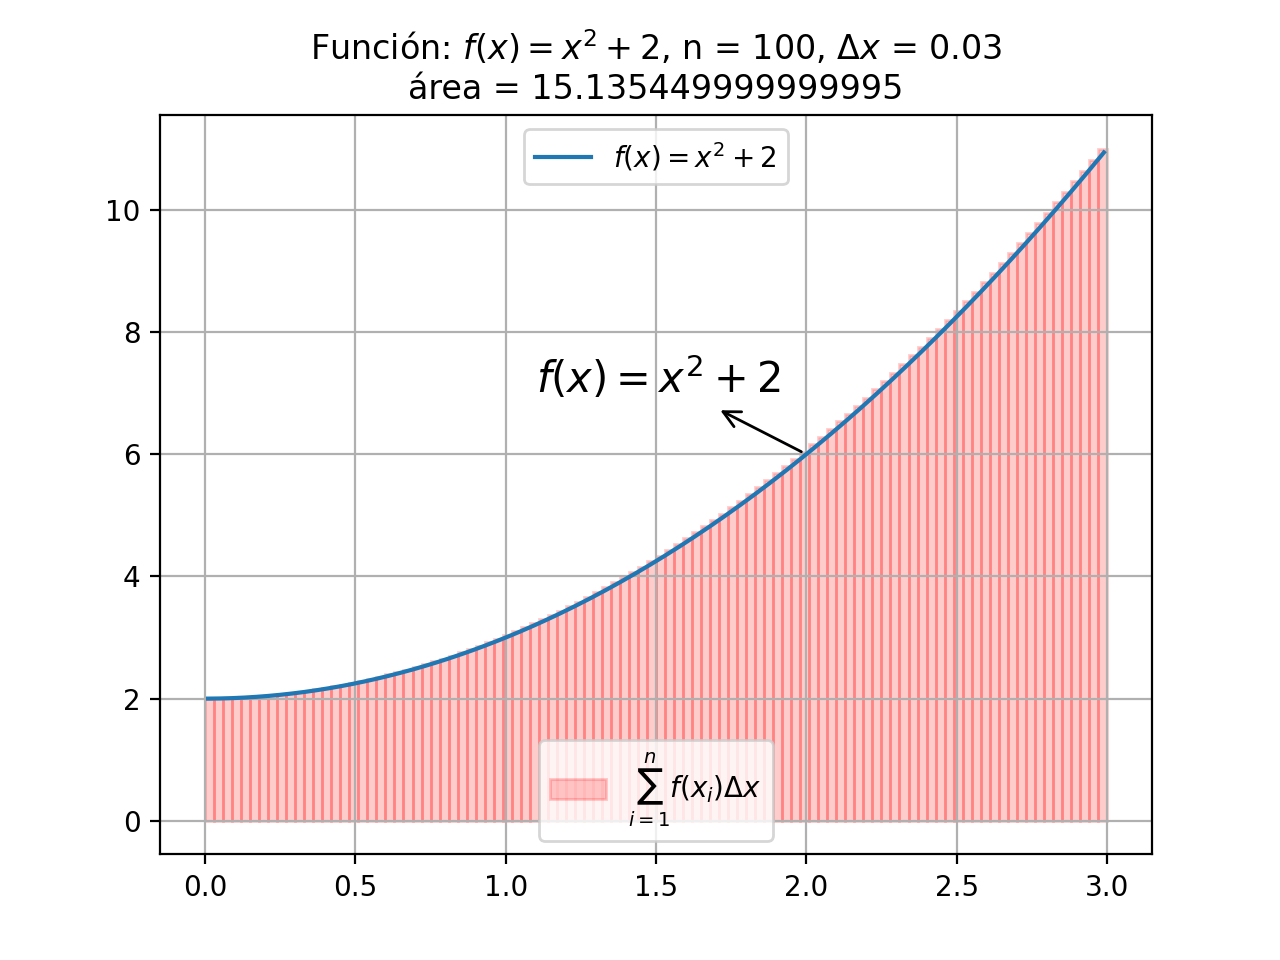 Función: f(x) = x² + 2, n = 100, Δx = 0.03
área = 15.135449999999995
f(x) = x² + 2
10
8
f(x) = x² + 2
6
4
2
n
∑ f(xᵢ)Δx
i = 1
0
0.0 0.5 1.0 1.5 2.0 2.5 3.0